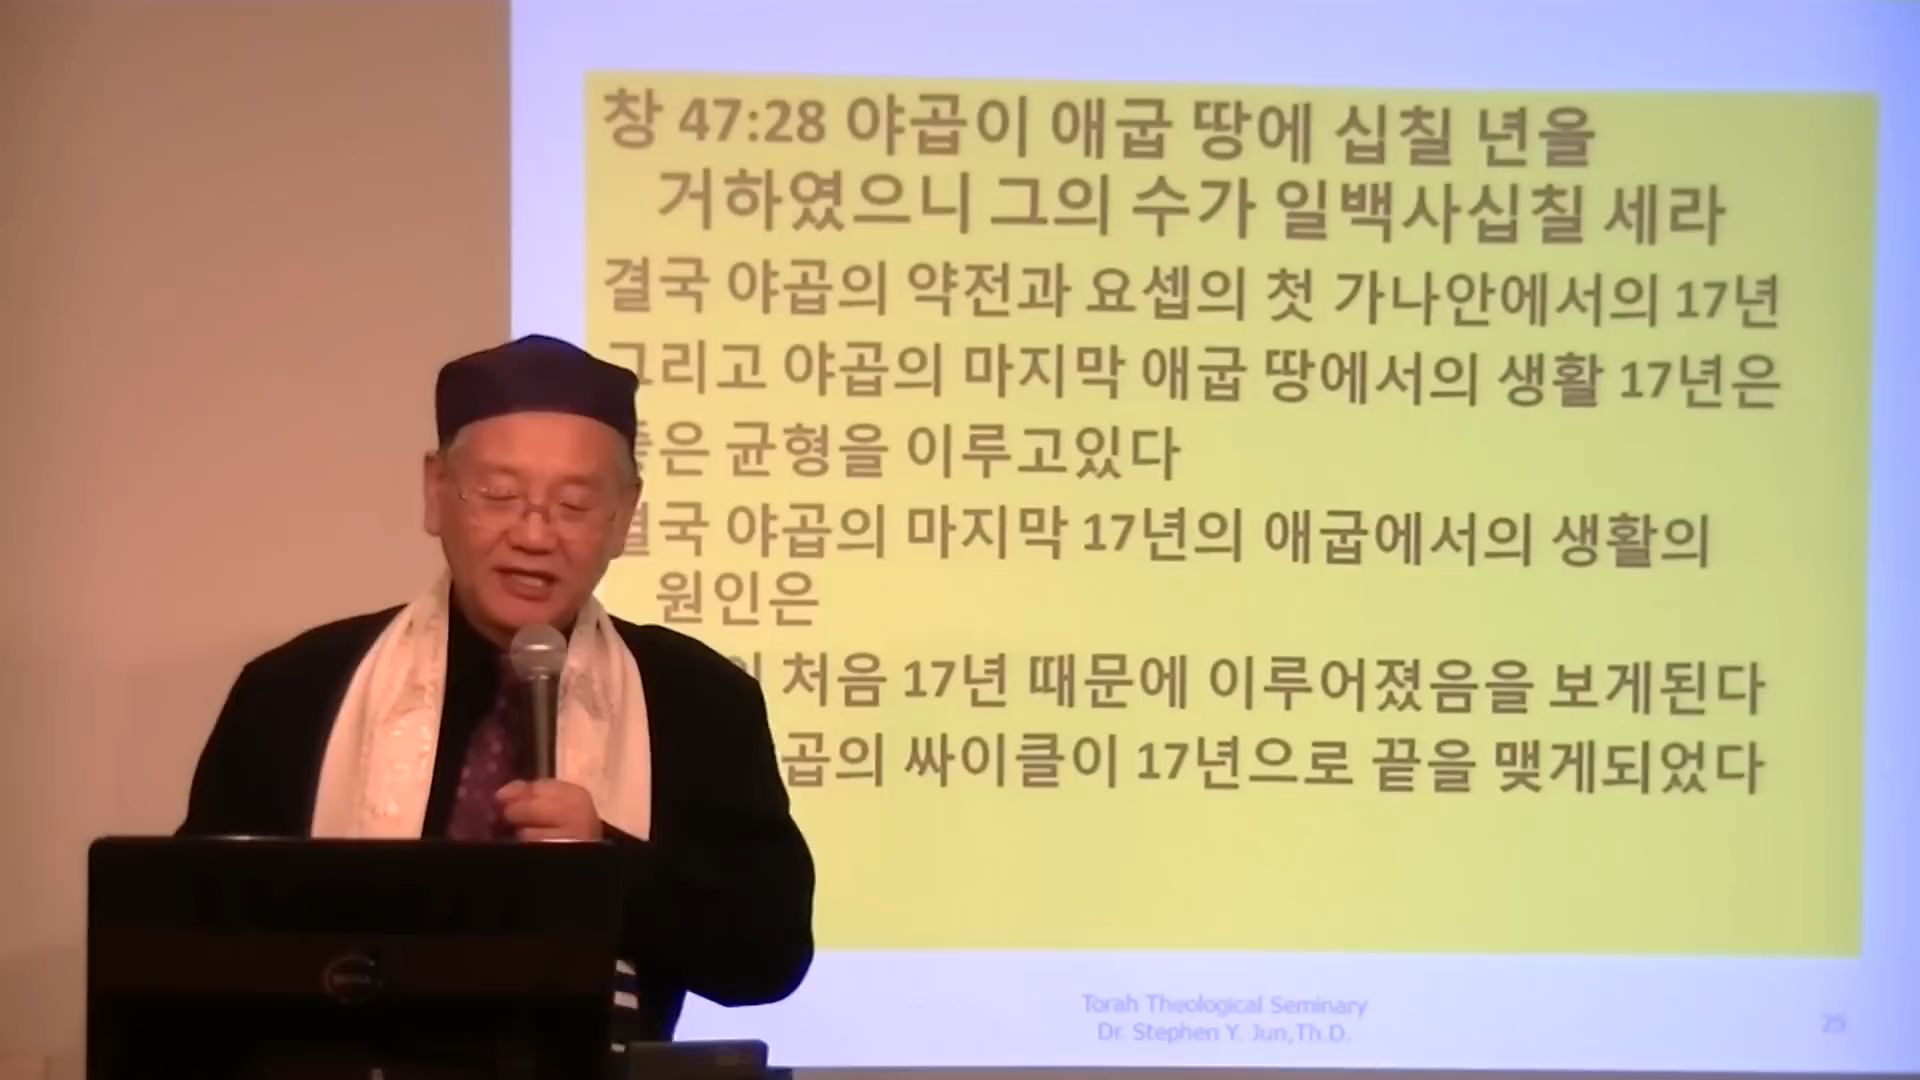 창 47:28 야곱이 애굽 땅에 십칠 년을
거하였으니 그의 수가 일백사십칠 세라
결국 야곱의 약전과 요셉의 첫 가나안에서의 17년
그리고 야곱의 마지막 애굽 땅에서의 생활 17년은
균형을 이루고있다
결국 야곱의 마지막 17년의 애굽에서의 생활의
원인은
처음 17년 때문에 이루어졌음을 보게된다
싸이클이 17년으로 끝을 맺게되었다
Torah Theological Seminary
Dr. Stephen Y. Jun,Th.D.
25